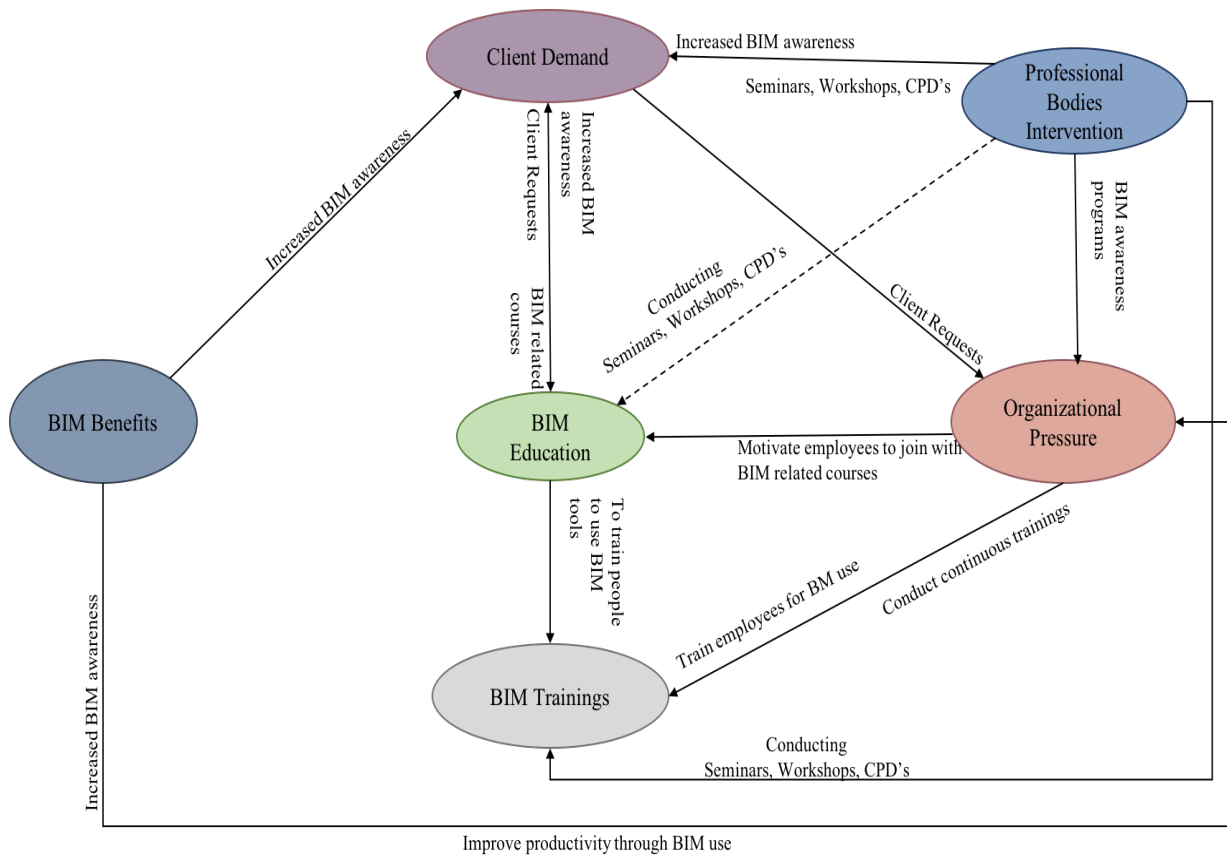 Client Demand
Increased BIM awareness
Seminars, Workshops, CPD's
Professional
Bodies
Intervention
Increased BIM awareness
Increased BIM
awareness
Client Requests
BIM related
courses
Conducting
Seminars, Workshops, CPD's
BIM awareness
programs
Client Requests
BIM Benefits
BIM
Education
Organizational
Pressure
Motivate employees to join with
BIM related courses
To train people
to use BIM
tools
Train employees for BM use
Conduct continuous trainings
BIM Trainings
Increased BIM awareness
Conducting
Seminars, Workshops, CPD's
Improve productivity through BIM use